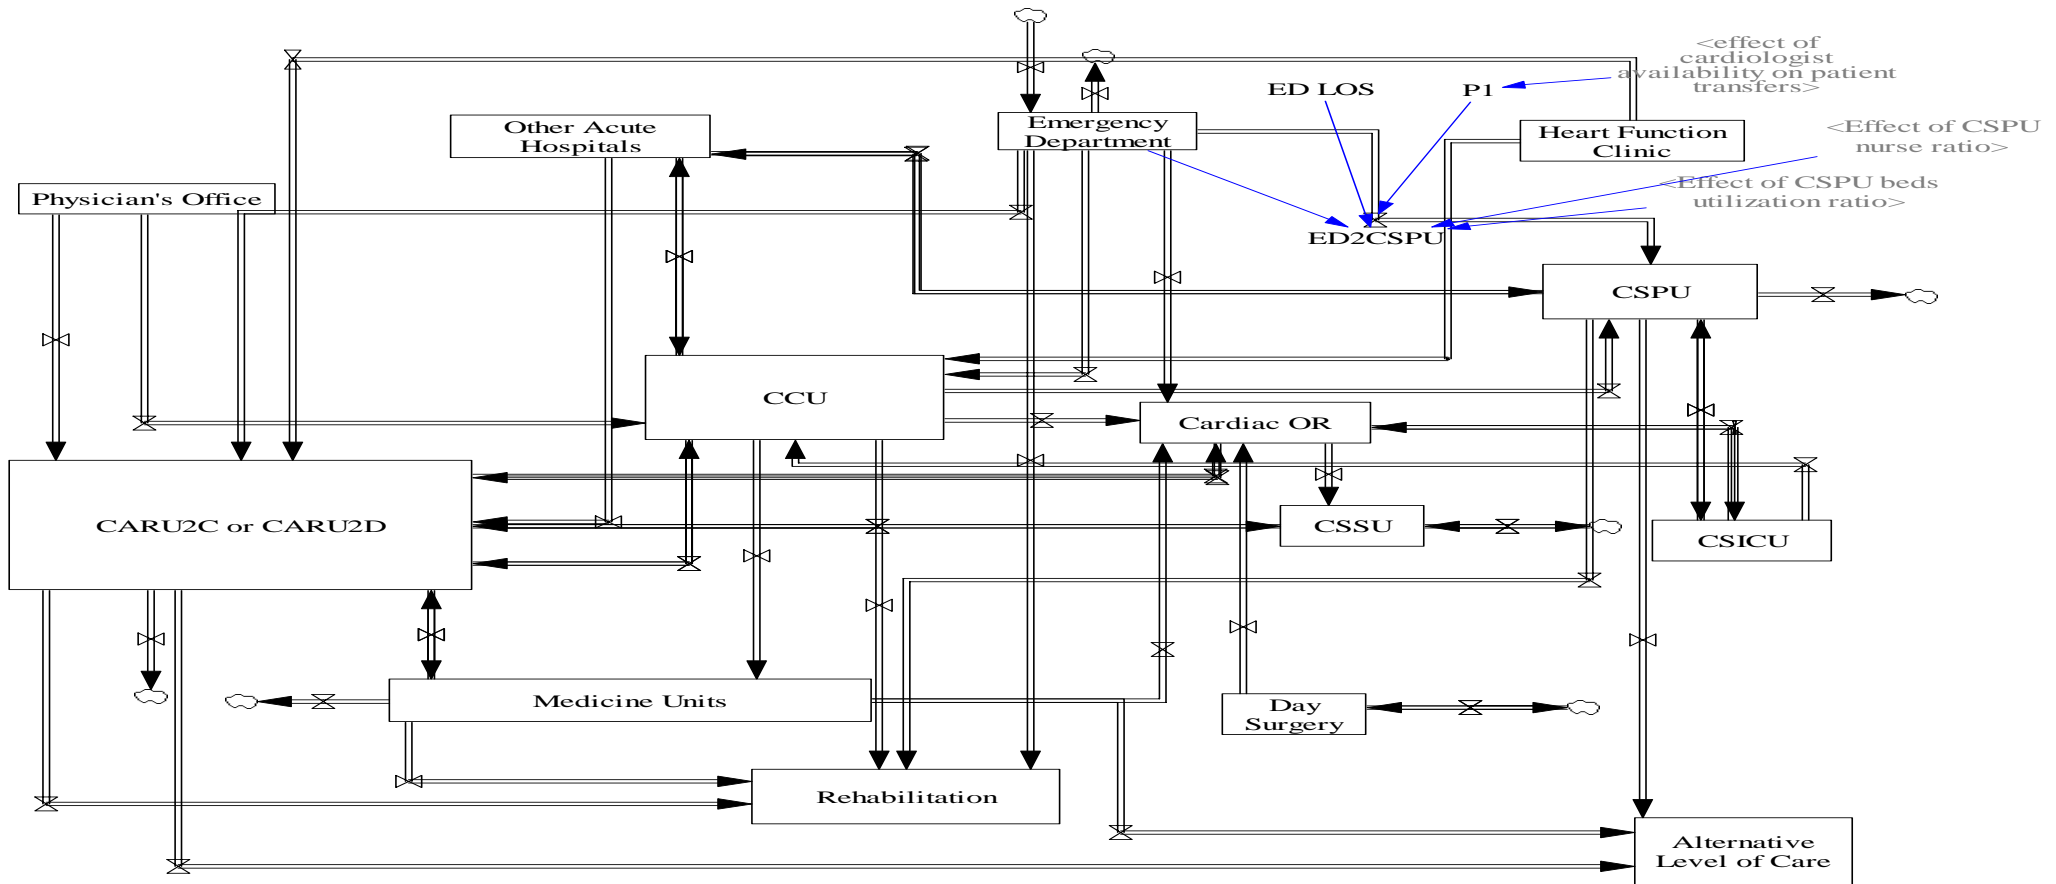 <effect of
cardiologist
availability on patient
transfers>
ED LOS
P1
Other Acute
Hospitals
Emergency
Department
Heart Function
Clinic
<Effect of CSPU
nurse ratio>
Physician's Office
<Effect of CSPU beds
utilization ratio>
ED2CSPU
CSPU
CCU
Cardiac OR
CARU2C or CARU2D
CSSU
CSICU
Medicine Units
Day
Surgery
Rehabilitation
Alternative
Level of Care